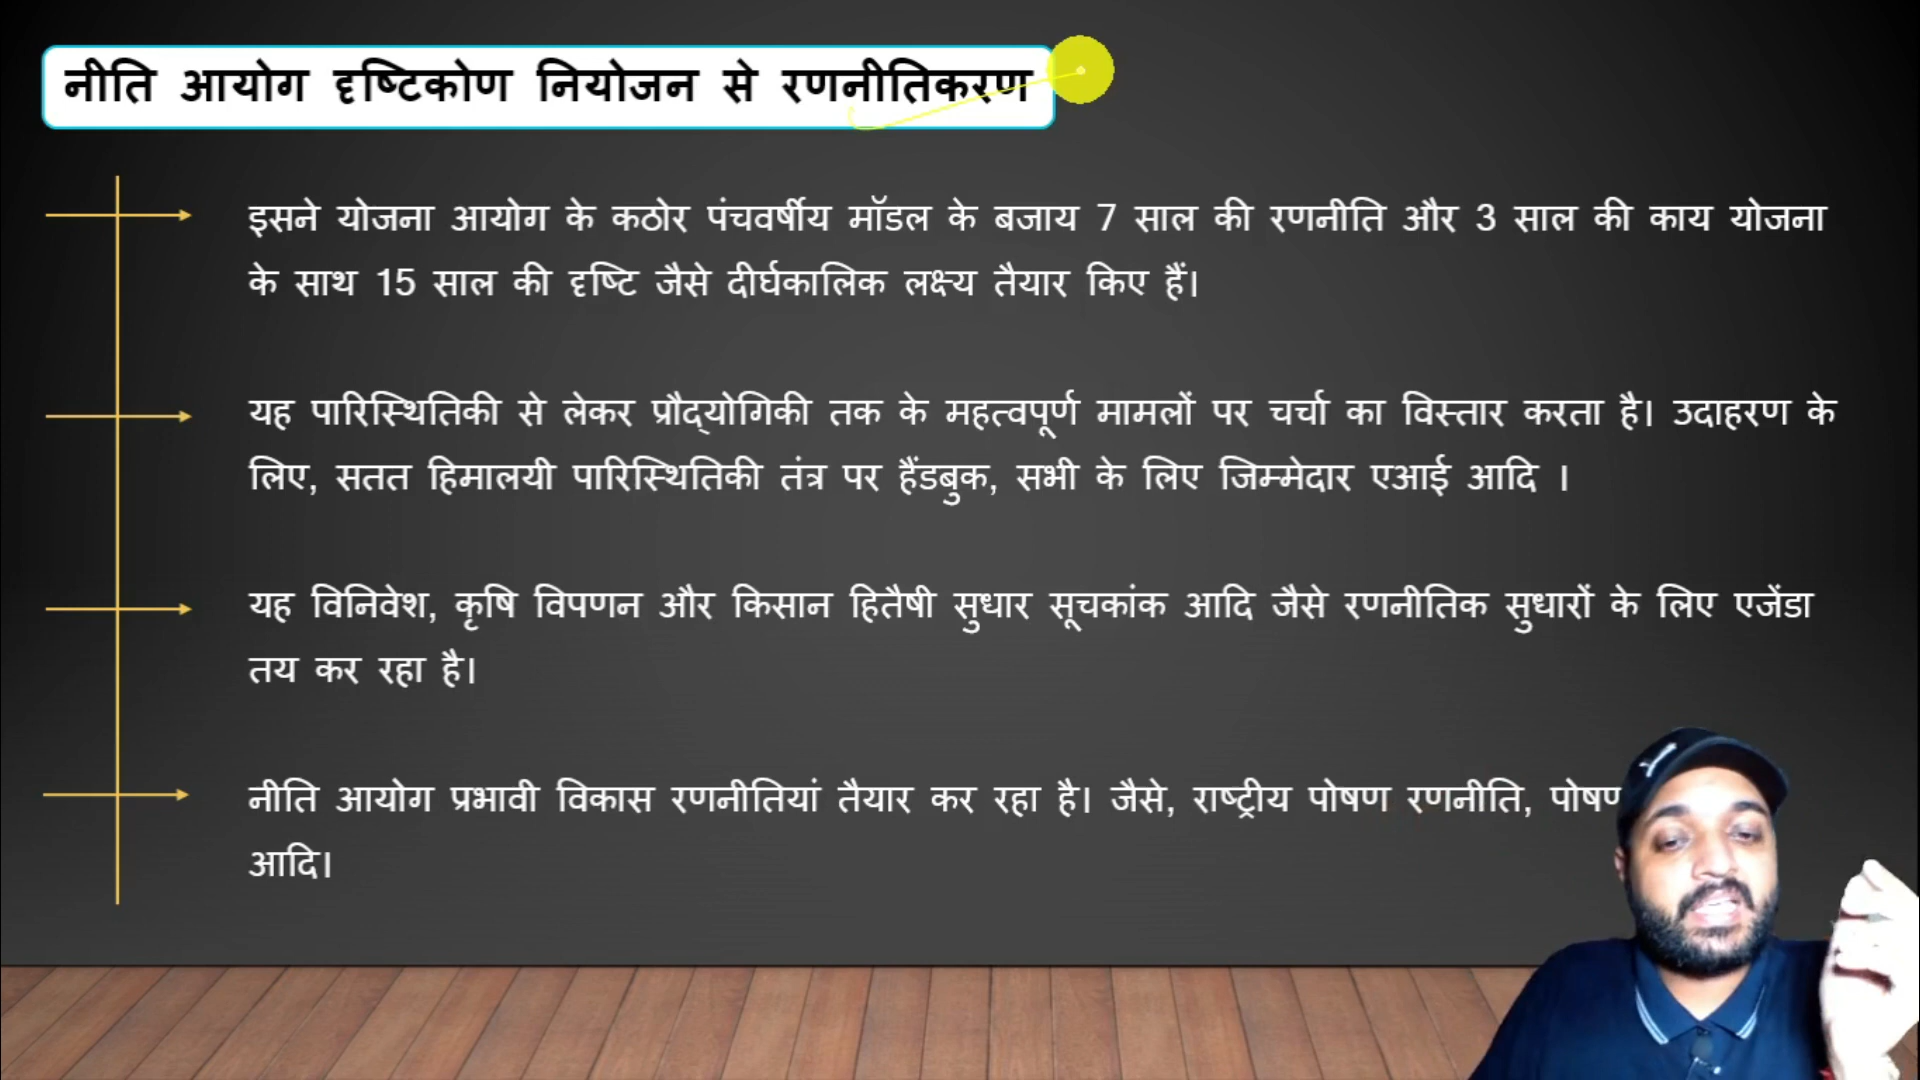 नीति आयोग दृष्टिकोण नियोजन से रणनीतिकरण
इसने योजना आयोग के कठोर पंचवर्षीय मॉडल के बजाय 7 साल की रणनीति और 3 साल की काय योजना
के साथ 15 साल की दृष्टि जैसे दीर्घकालिक लक्ष्य तैयार किए हैं।
यह पारिस्थितिकी से लेकर प्रौद्योगिकी तक के महत्वपूर्ण मामलों पर चर्चा का विस्तार करता है। उदाहरण के
लिए, सतत हिमालयी पारिस्थितिकी तंत्र पर हैंडबुक, सभी के लिए जिम्मेदार एआई आदि ।
यह विनिवेश, कृषि विपणन और किसान हितैषी सुधार सूचकांक आदि जैसे रणनीतिक सुधारों के लिए एजेंडा
तय कर रहा है।
नीति आयोग प्रभावी विकास रणनीतियां तैयार कर रहा है। जैसे, राष्ट्रीय पोषण रणनीति, पोषण
आदि।